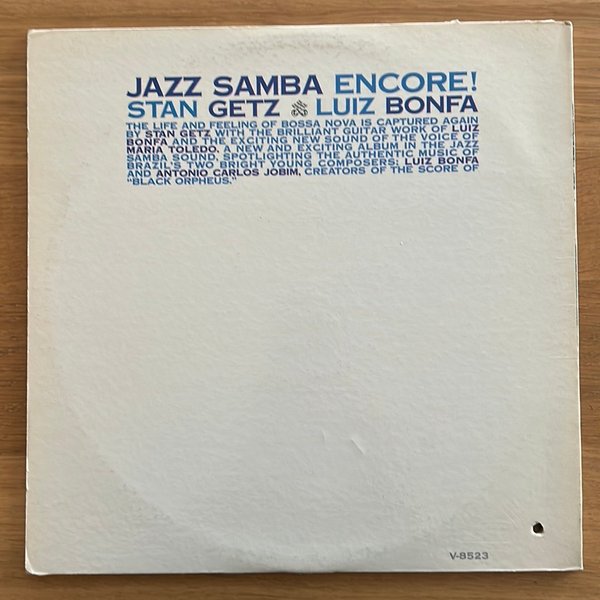 JAZZ SAMBA ENCORE!
STAN GETZ & LUIZ BONFA
THE LIFE AND FEELING OF BOSSA NOVA IS CAPTURED AGAIN
BY STAN GETZ WITH THE BRILLIANT GUITAR WORK OF LUIZ
BONFA AND THE EXCITING NEW SOUND OF THE VOICE OF
MARIA TOLEDO. A NEW AND EXCITING ALBUM IN THE JAZZ
SAMBA SOUND, SPOTLIGHTING THE AUTHENTIC MUSIC OF
BRAZIL'S TWO BRIGHT YOUNG COMPOSERS, LUIZ BONFA
AND ANTONIO CARLOS JOBIM, CREATORS OF THE SCORE OF
"BLACK ORPHEUS."
V-8523